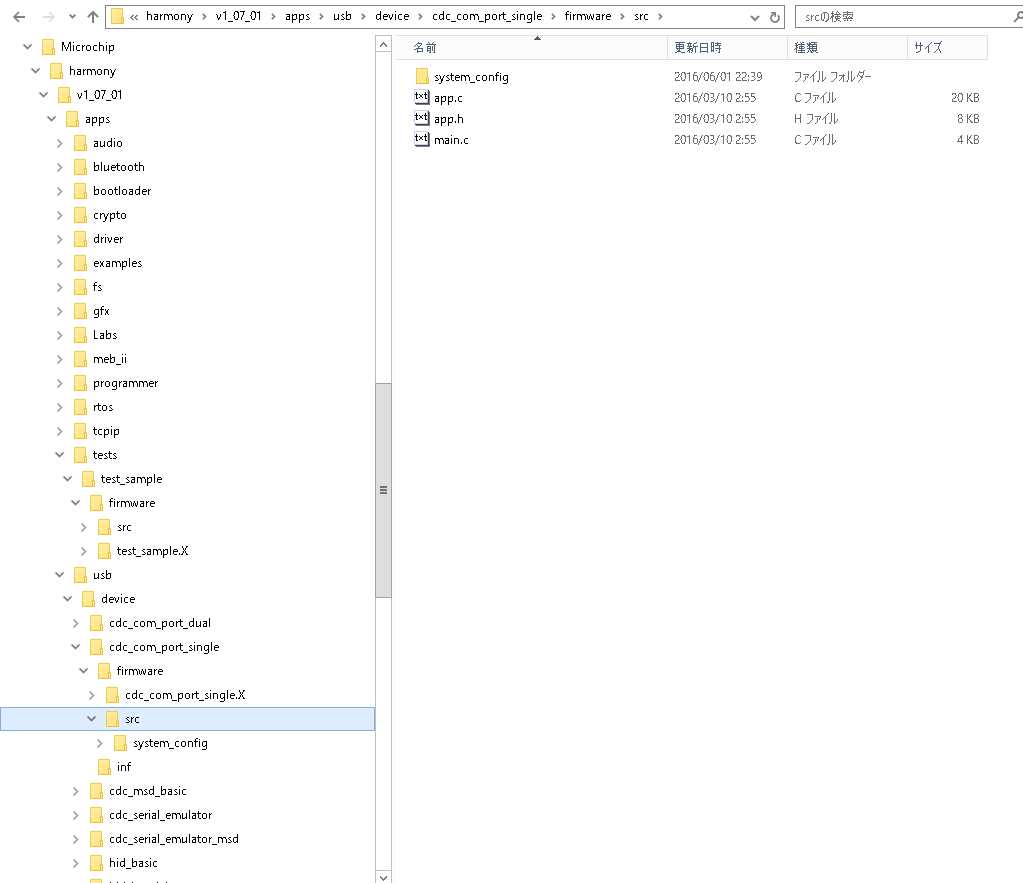 « harmony > v1_07_01 > apps > usb > device > cdc_com_port_single > firmware > src >
srcの検索
Microchip
harmony
v1_07_01
apps
audio
bluetooth
bootloader
crypto
driver
examples
fs
gfx
Labs
meb_ii
programmer
rtos
tcpip
tests
test_sample
firmware
src
test_sample.X
usb
device
cdc_com_port_dual
cdc_com_port_single
firmware
cdc_com_port_single.X
src
system_config
inf
cdc_msd_basic
cdc_serial_emulator
cdc_serial_emulator_msd
hid_basic
名前 更新日時 種類 サイズ
system_config 2016/06/01 22:39 ファイル フォルダー
app.c 2016/03/10 2:55 C ファイル 20 KB
app.h 2016/03/10 2:55 H ファイル 8 KB
main.c 2016/03/10 2:55 C ファイル 4 KB